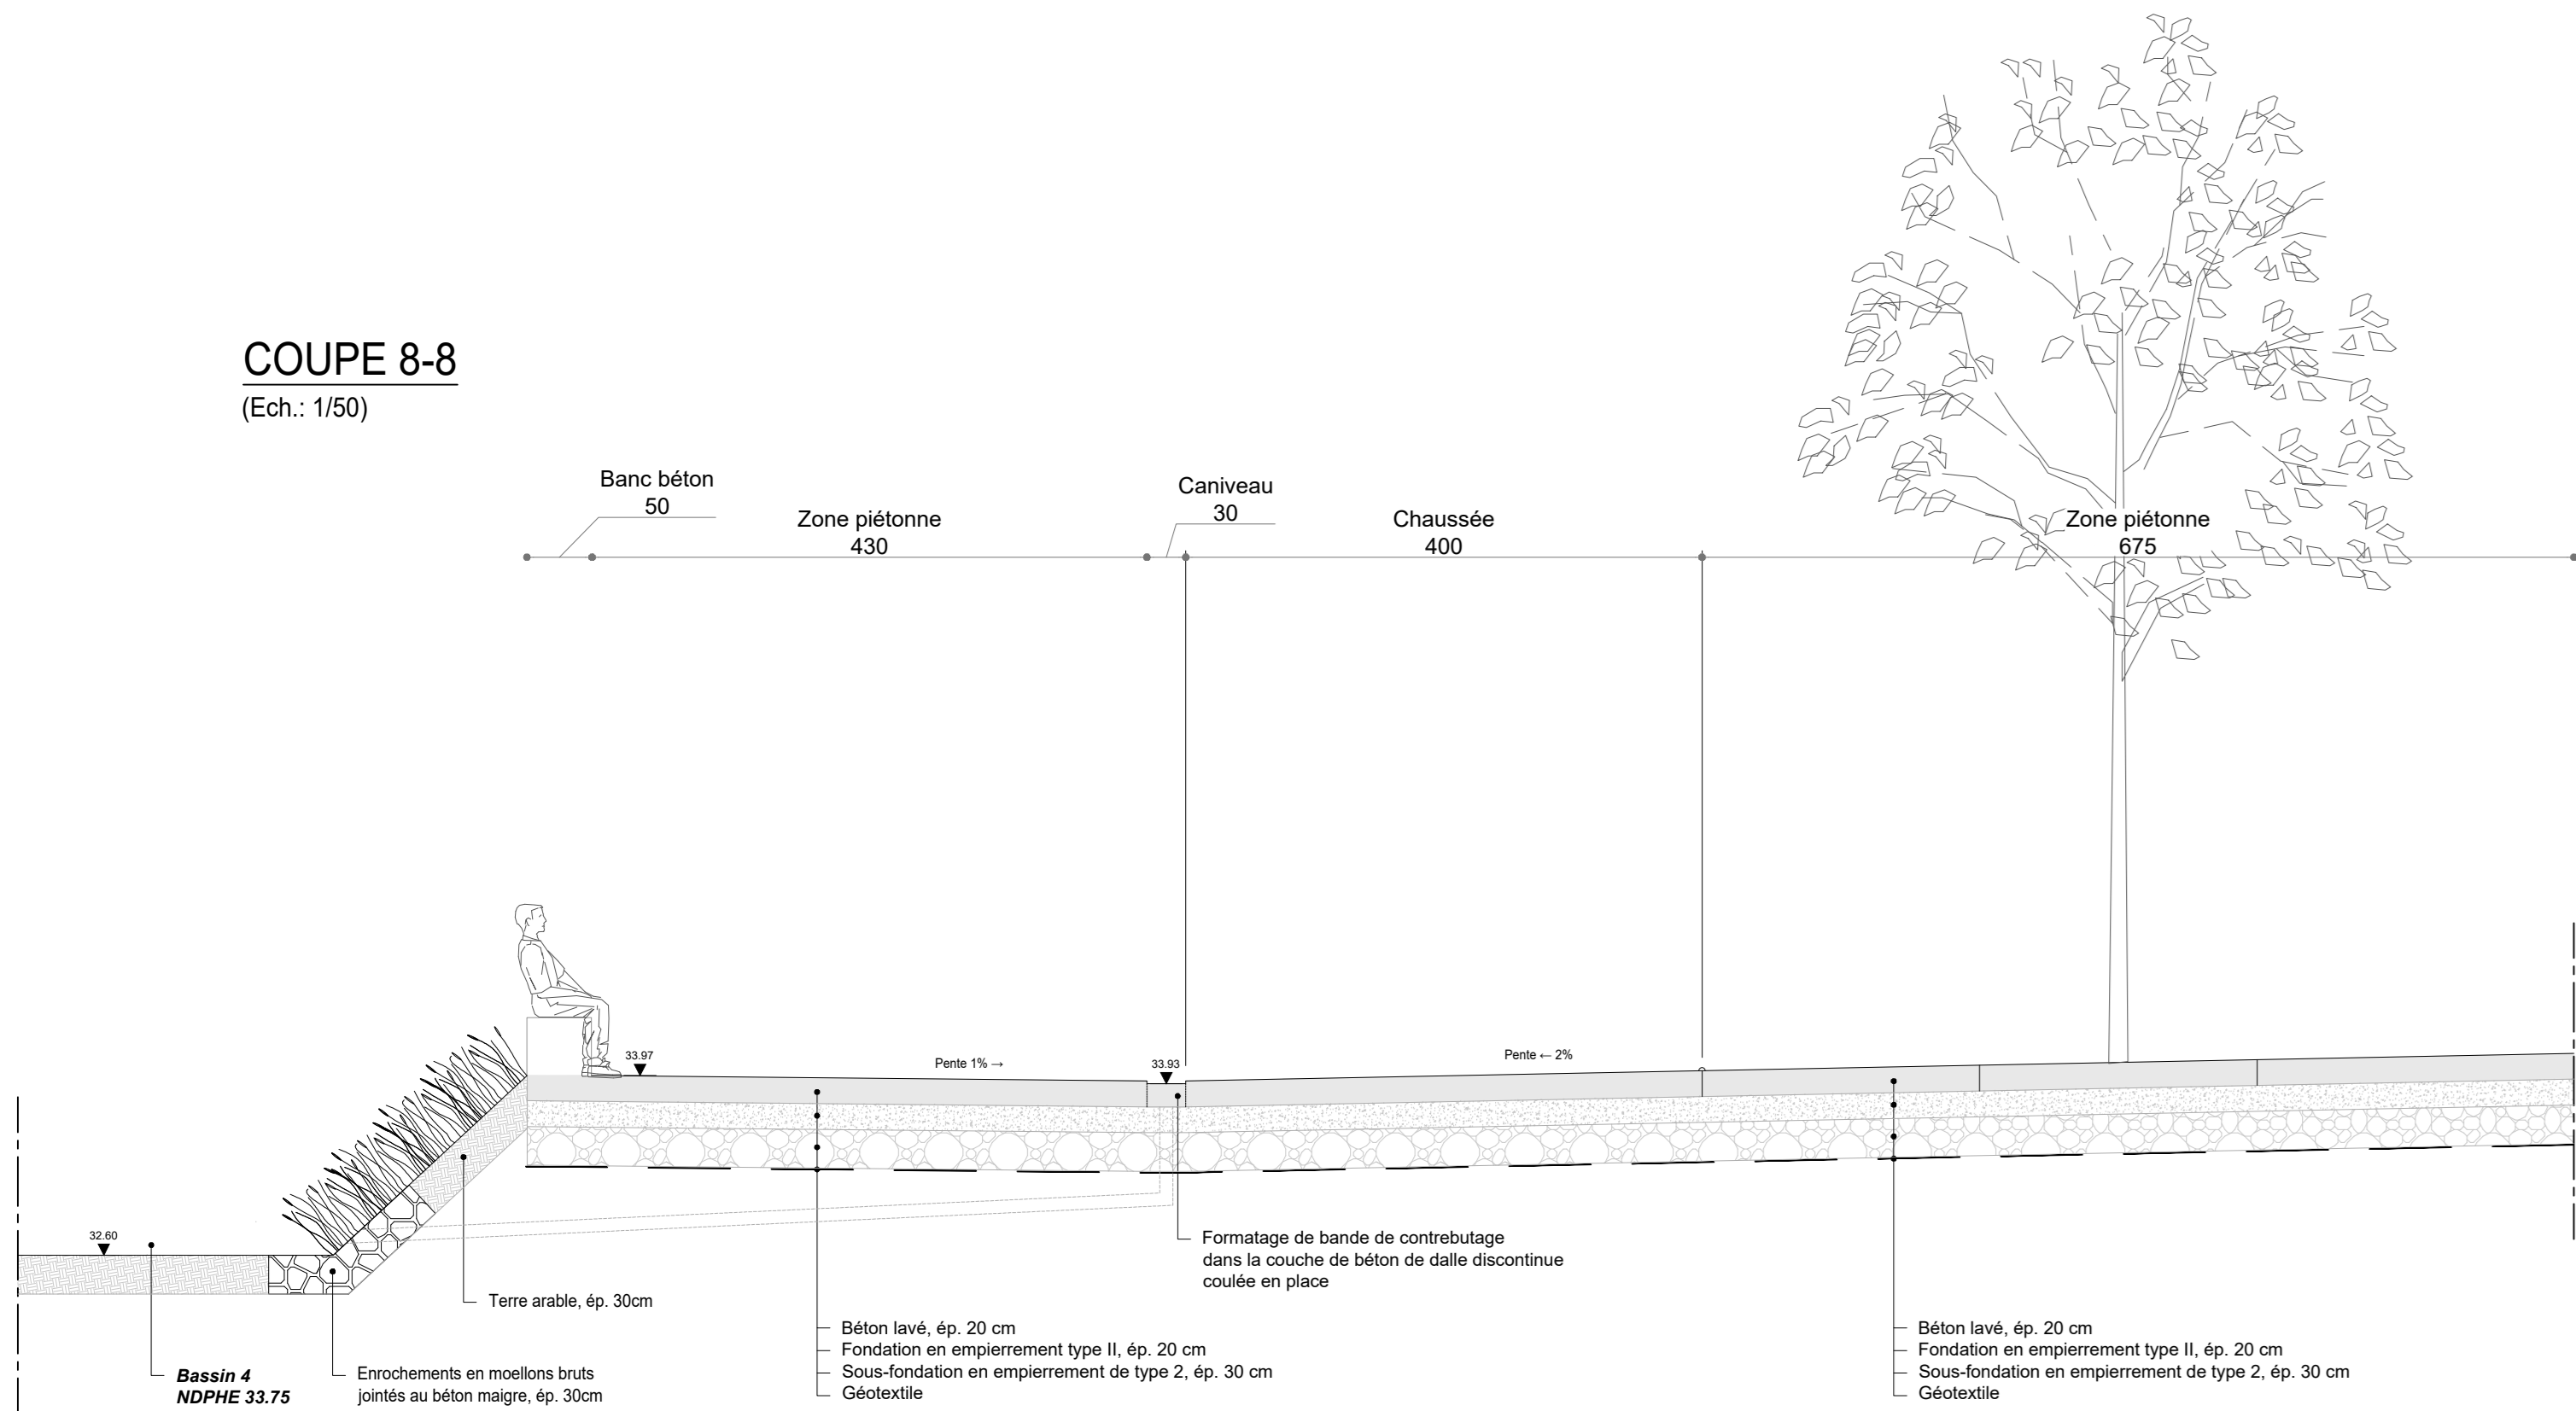 COUPE 8-8
(Ech.: 1/50)
Banc béton
50
Zone piétonne
430
Caniveau
30
Chaussée
400
Zone piétonne
675
33.97
Pente 1% →
33.93
Pente ← 2%
32.60
Formatage de bande de contrebutage
dans la couche de béton de dalle discontinue
coulée en place
Terre arable, ép. 30cm
Bassin 4
NDPHE 33.75
Enrochements en moellons bruts
jointés au béton maigre, ép. 30cm
Béton lavé, ép. 20 cm
Fondation en empierrement type II, ép. 20 cm
Sous-fondation en empierrement de type 2, ép. 30 cm
Géotextile
Béton lavé, ép. 20 cm
Fondation en empierrement type II, ép. 20 cm
Sous-fondation en empierrement de type 2, ép. 30 cm
Géotextile